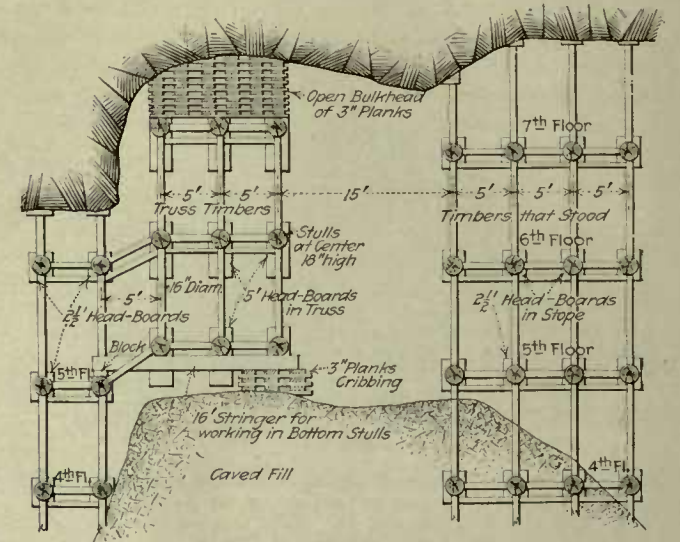 Open Bulkhead
of 3" Planks
7th Floor
5' 5' 15' 5' 5' 5'
Truss Timbers
Timbers that Stood
Stulls
at Center
18" high
6th Floor
5'
16" Diam.
5' Head-Boards
in Truss
2½' Head-Boards
2½' Head-Boards
in Stope
Block
5th Floor
5th Fl.
3" Planks
Cribbing
16' Stringer for
working in Bottom Stulls
Caved Fill
4th Fl.
4th Fl.